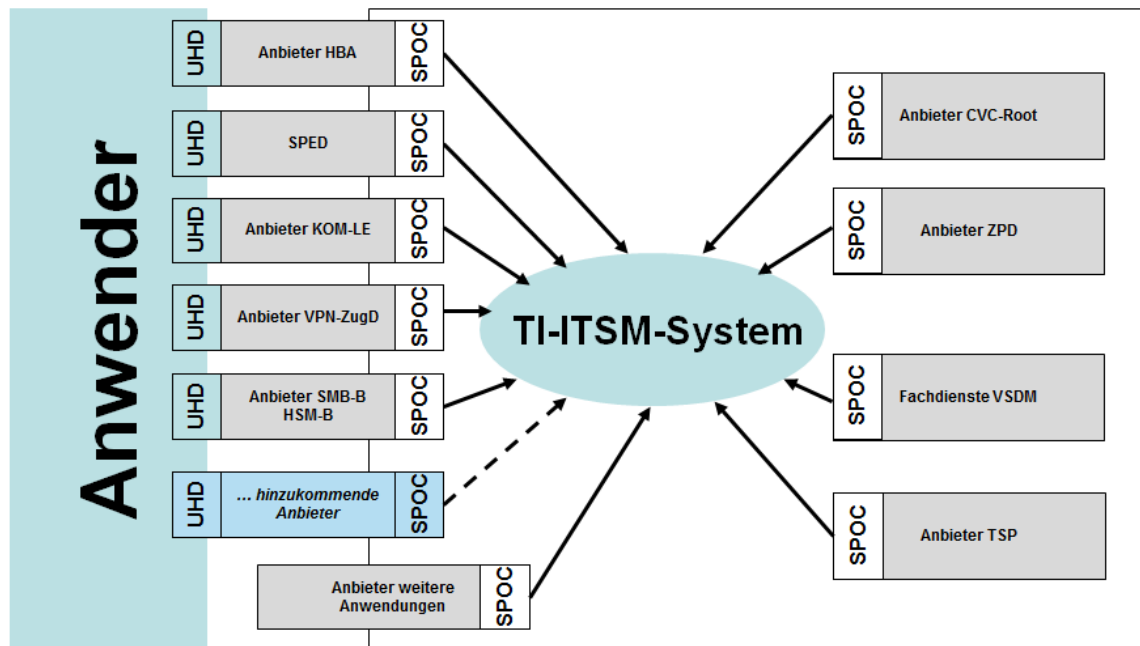 Anwender
UHD
Anbieter HBA
SPOC
UHD
SPED
SPOC
UHD
Anbieter KOM-LE
SPOC
UHD
Anbieter VPN-ZugD
SPOC
UHD
Anbieter SMB-B
HSM-B
SPOC
UHD
... hinzukommende
Anbieter
SPOC
Anbieter weitere
Anwendungen
SPOC
TI-ITSM-System
SPOC
Anbieter CVC-Root
SPOC
Anbieter ZPD
SPOC
Fachdienste VSDM
SPOC
Anbieter TSP